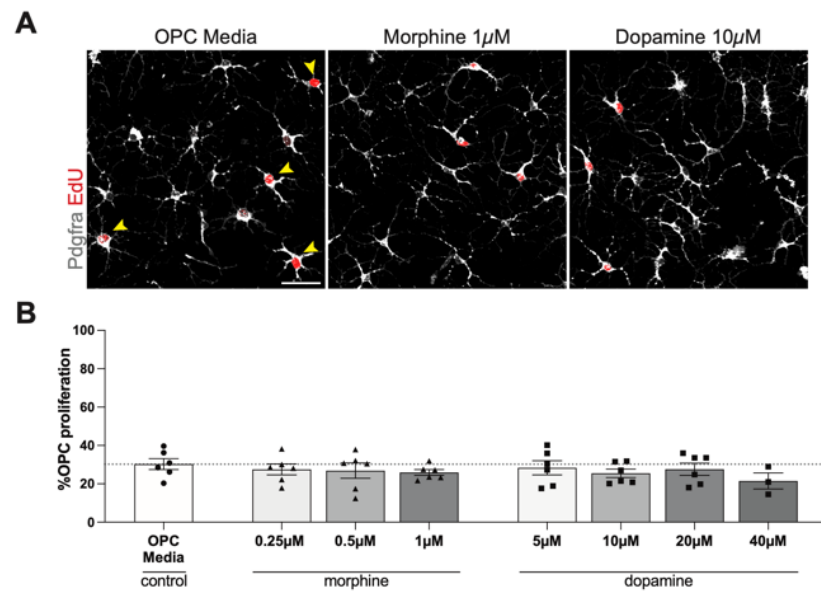 A
OPC Media Morphine 1µM Dopamine 10µM
Pdgfra EdU
B
%OPC proliferation
100
80
60
40
20
0
OPC Media 0.25µM 0.5µM 1µM 5µM 10µM 20µM 40µM
control morphine dopamine